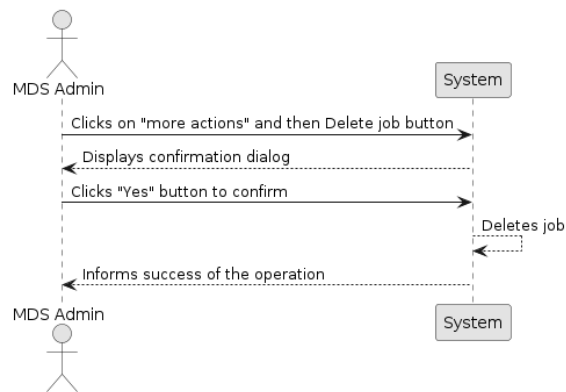 MDS Admin
System
Clicks on "more actions" and then Delete job button
Displays confirmation dialog
Clicks "Yes" button to confirm
Deletes job
Informs success of the operation
MDS Admin
System